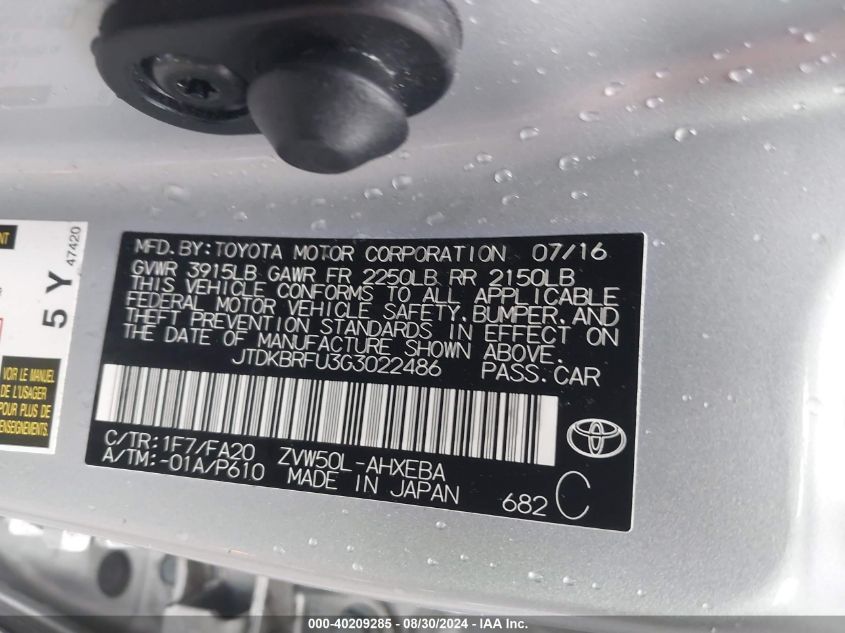 MFD. BY: TOYOTA MOTOR CORPORATION 07/16
GVWR 3915LB GAWR FR 2250LB RR 2150LB
THIS VEHICLE CONFORMS TO ALL APPLICABLE
FEDERAL MOTOR VEHICLE SAFETY, BUMPER, AND
THEFT PREVENTION STANDARDS IN EFFECT ON
THE DATE OF MANUFACTURE SHOWN ABOVE.
JTDKBRFU3G3022486 PASS. CAR
C/TR: 1F7/FA20 ZVW50L-AHXEBA
A/TM: -01A/P610 MADE IN JAPAN
682 C
NT
5 Y
47420
VOIR LE MANUEL
DE L'USAGER
POUR PLUS DE
RENSEIGNEMENTS.
000-40209285 - 08/30/2024 - IAA Inc.